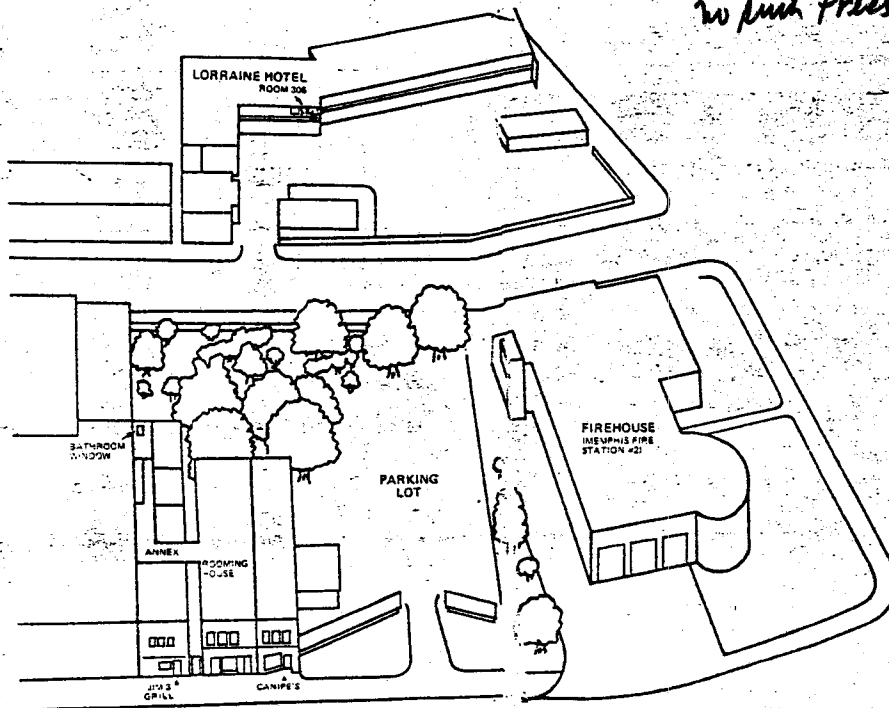 LORRAINE HOTEL
ROOM 306
BATHROOM
WINDOW
PARKING
LOT
FIREHOUSE
(MEMPHIS FIRE
STATION #2)
ANNEX
ROOMING
HOUSE
JIM'S
GRILL
CANIPE'S